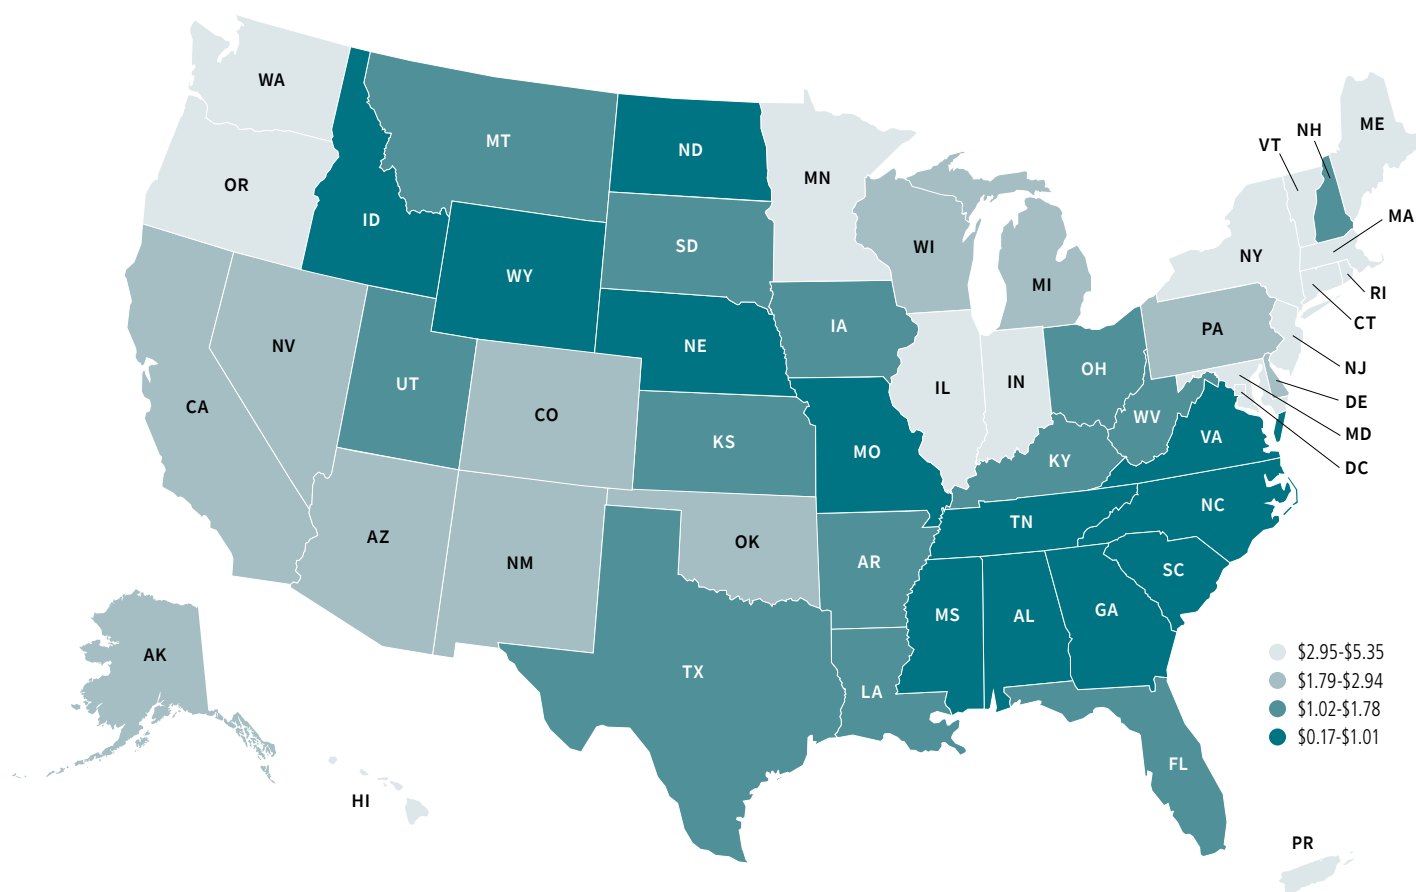 WA
MT
ND
OR
ID
MN
ME
NH
VT
MA
SD
WI
NY
WY
MI
RI
CT
NV
NE
IA
PA
NJ
UT
OH
IN
IL
DE
CA
CO
KS
MO
KY
WV
VA
MD
DC
AZ
NM
OK
AR
TN
NC
SC
MS
AL
GA
AK
TX
LA
FL
HI
PR
$2.95-$5.35
$1.79-$2.94
$1.02-$1.78
$0.17-$1.01